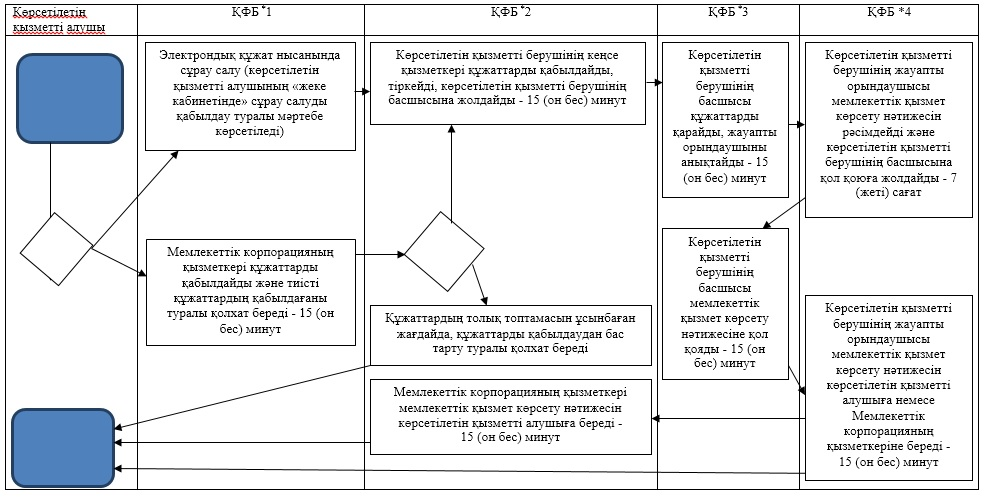 Көрсетілетін
қызметті алушы
ҚФБ*1
ҚФБ*2
ҚФБ*3
ҚФБ *4
Электрондық құжат нысанында
сұрау салу (көрсетілетін
қызметті алушының «жеке
кабинетінде» сұрау салуды
қабылдау туралы мәртебе
көрсетіледі)
Көрсетілетін қызметті берушінің кеңсе
қызметкері құжаттарды қабылдайды,
тіркейді, көрсетілетін қызметті берушінің
басшысына жолдайды - 15 (он бес) минут
Көрсетілетін
қызметті
берушінің
басшысы
құжаттарды
қарайды, жауапты
орындаушыны
анықтайды - 15
(он бес) минут
Көрсетілетін қызметті
берушінің жауапты
орындаушысы
мемлекеттік қызмет
көрсету нәтижесін
рәсімдейді және
көрсетілетін қызметті
берушінің басшысына
қол қоюға жолдайды - 7
(жеті) сағат
Мемлекеттік корпорацияның
қызметкері құжаттарды
қабылдайды және тиісті
құжаттардың қабылдағаны
туралы қолхат береді - 15 (он
бес) минут
Құжаттардың толық топтамасын ұсынбаған
жағдайда, құжаттарды қабылдаудан бас
тарту туралы қолхат береді
Мемлекеттік корпорацияның қызметкері
мемлекеттік қызмет көрсету нәтижесін
көрсетілетін қызметті алушыға береді -
15 (он бес) минут
Көрсетілетін
қызметті
берушінің
басшысы
мемлекеттік
қызмет көрсету
нәтижесіне қол
қояды - 15 (он
бес) минут
Көрсетілетін қызметті
берушінің жауапты
орындаушысы
мемлекеттік қызмет
көрсету нәтижесін
көрсетілетін қызметті
алушыға немесе
Мемлекеттік
корпорацияның
қызметкеріне береді -
15 (он бес) минут